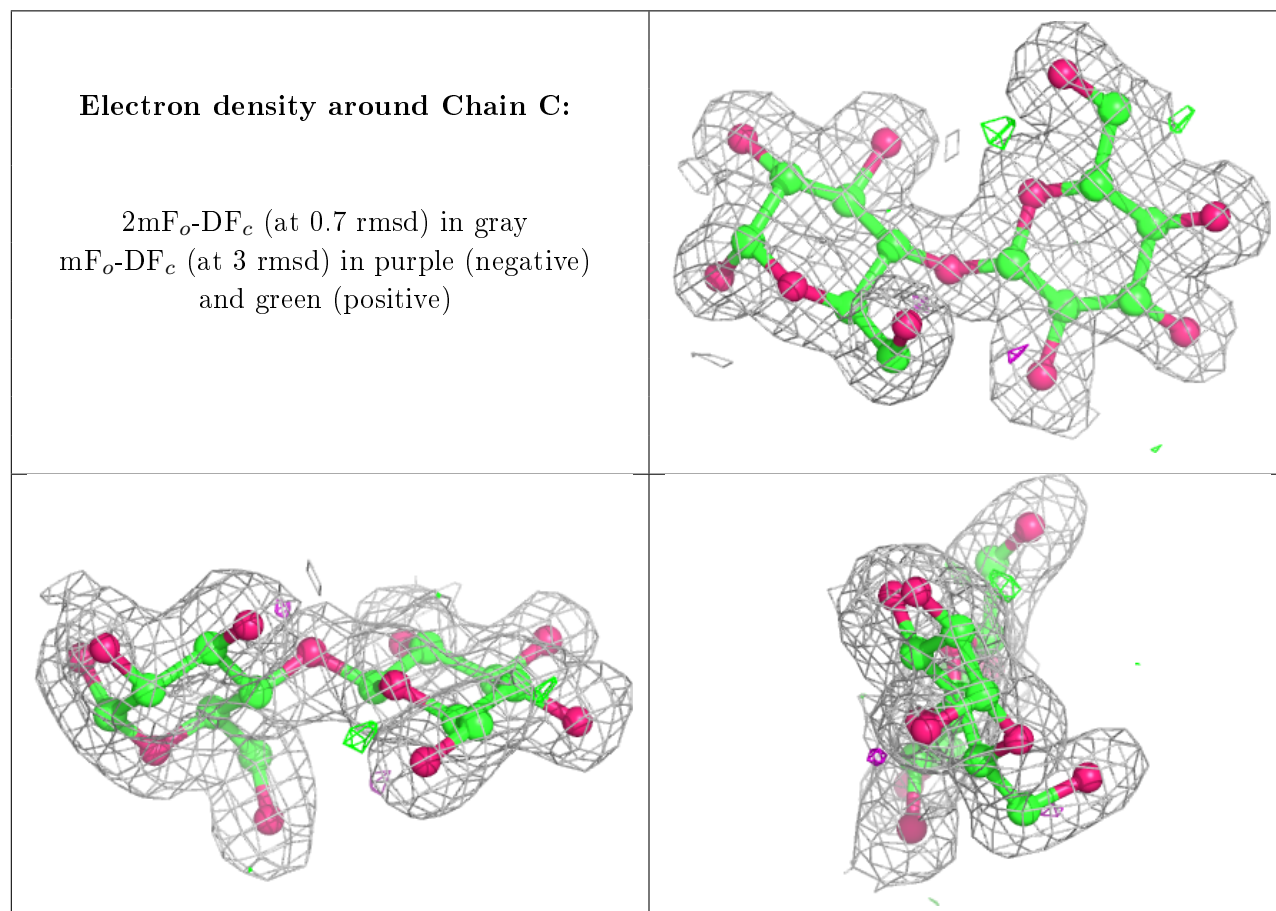 Electron density around Chain C:
2mFₒ-DF𝒸 (at 0.7 rmsd) in gray
mFₒ-DF𝒸 (at 3 rmsd) in purple (negative)
and green (positive)